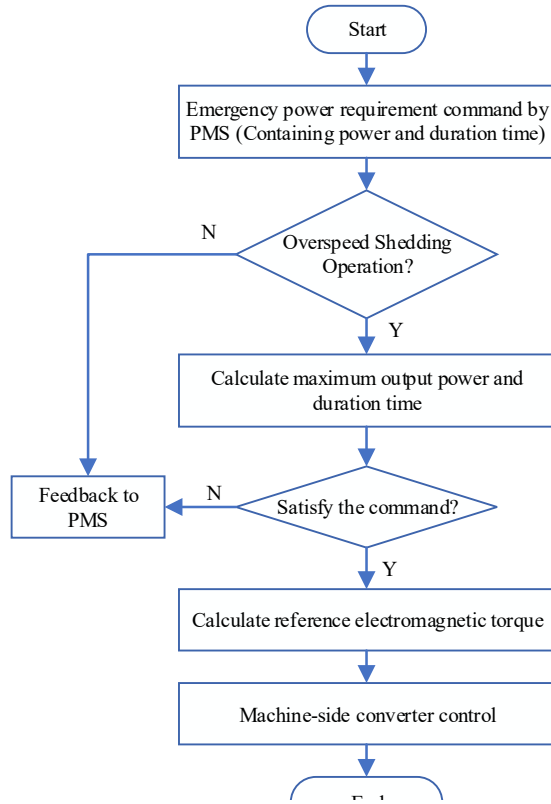 Start
Emergency power requirement command by
PMS (Containing power and duration time)
N
Overspeed Shedding
Operation?
Y
Calculate maximum output power and
duration time
Feedback to
PMS
N
Satisfy the command?
Y
Calculate reference electromagnetic torque
Machine-side converter control